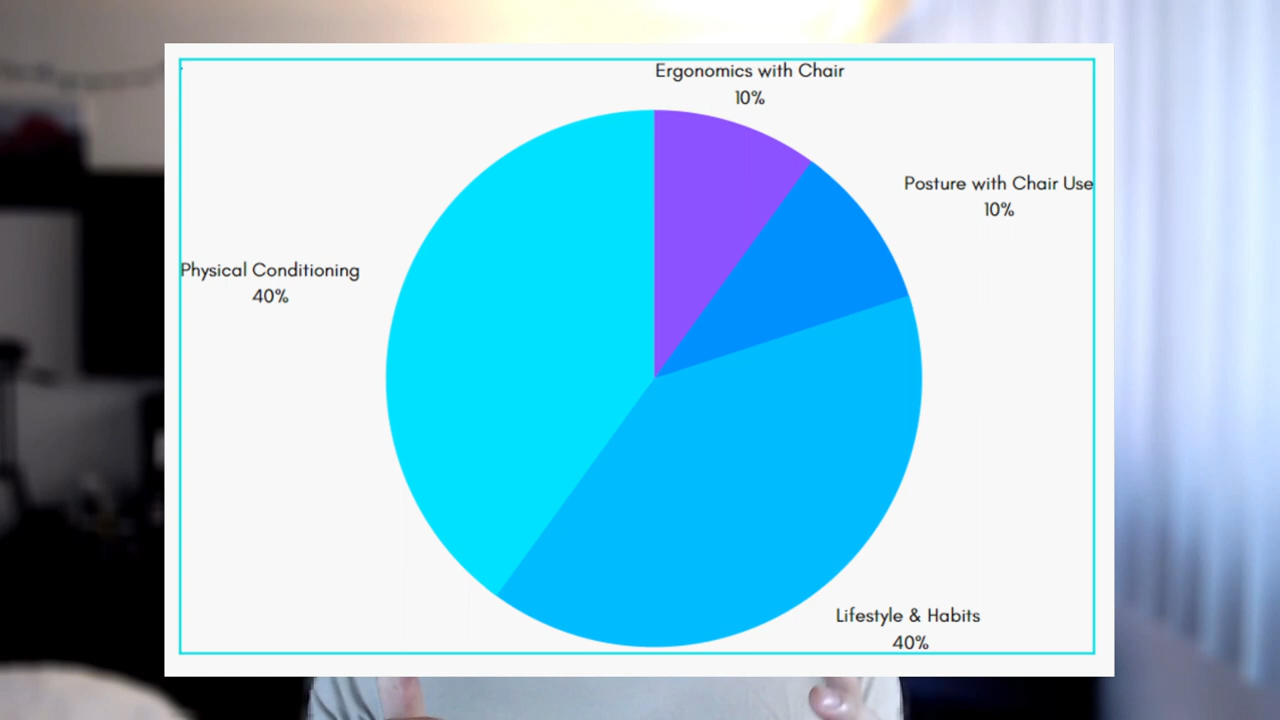 Ergonomics with Chair
10%
Posture with Chair Use
10%
Physical Conditioning
40%
Lifestyle & Habits
40%